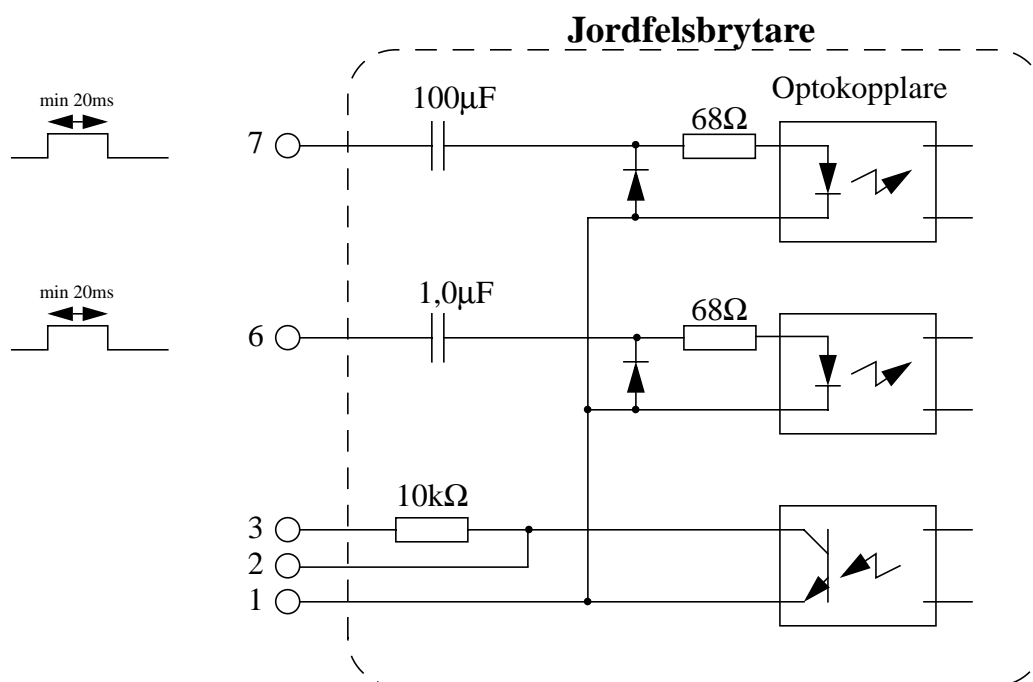 Jordfelsbrytare
min 20ms
100μF
Optokopplare
7
68Ω
min 20ms
1,0μF
6
68Ω
10kΩ
3
2
1